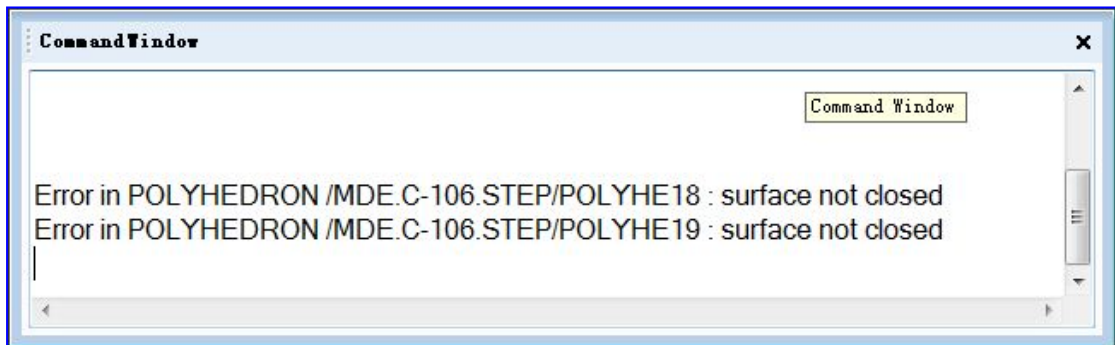 CommandWindow
Command Window
Error in POLYHEDRON /MDE.C-106.STEP/POLYHE18 : surface not closed
Error in POLYHEDRON /MDE.C-106.STEP/POLYHE19 : surface not closed